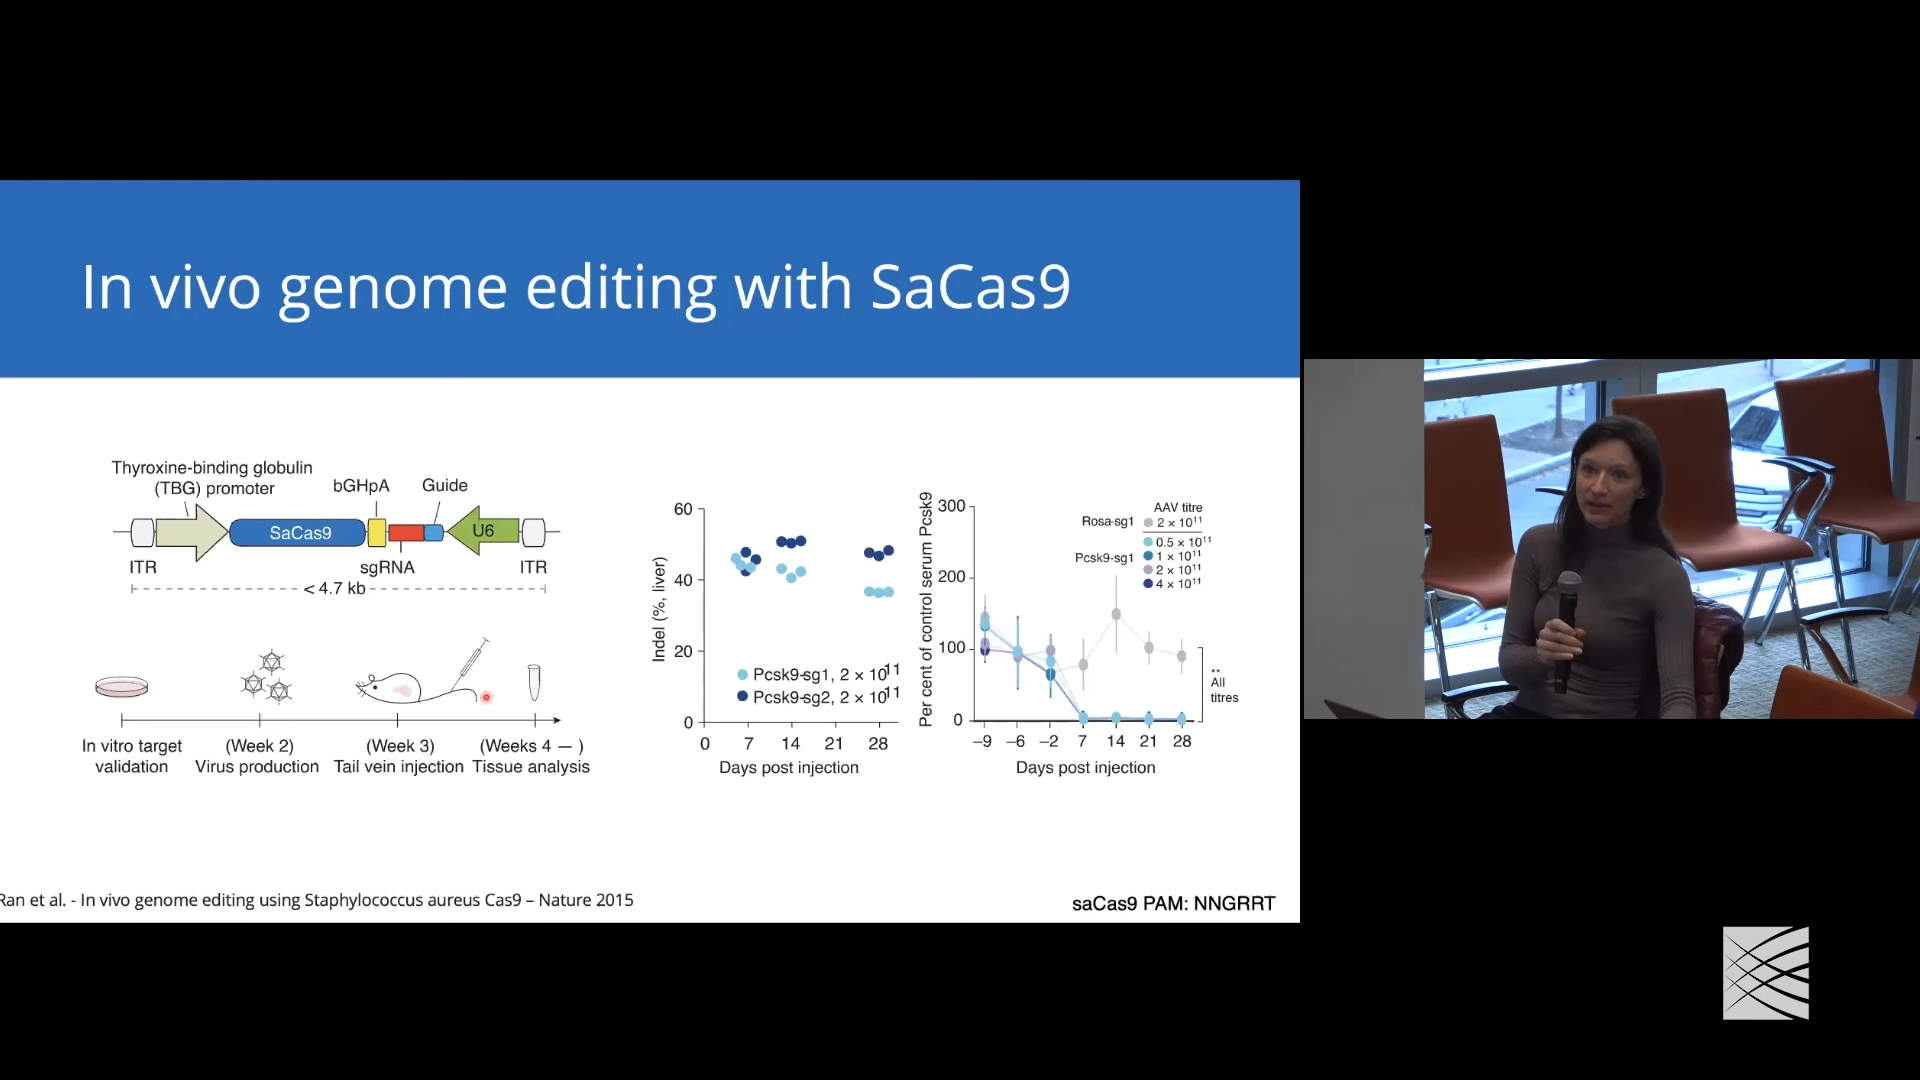 In vivo genome editing with SaCas9
Thyroxine-binding globulin
(TBG) promoter
bGHpA
Guide
SaCas9
U6
ITR
sgRNA
ITR
< 4.7 kb
In vitro target
validation
(Week 2)
Virus production
(Week 3)
Tail vein injection
(Weeks 4 — )
Tissue analysis
Indel (%, liver)
60
40
20
0
Pcsk9-sg1, 2 × 10¹¹
Pcsk9-sg2, 2 × 10¹¹
0 7 14 21 28
Days post injection
Per cent of control serum Pcsk9
300
200
100
0
AAV titre
Rosa-sg1 2 × 10¹¹
0.5 × 10¹¹
Pcsk9-sg1 1 × 10¹¹
2 × 10¹¹
4 × 10¹¹
**
All
titres
−9 −6 −2 7 14 21 28
Days post injection
Ran et al. - In vivo genome editing using Staphylococcus aureus Cas9 – Nature 2015
saCas9 PAM: NNGRRT